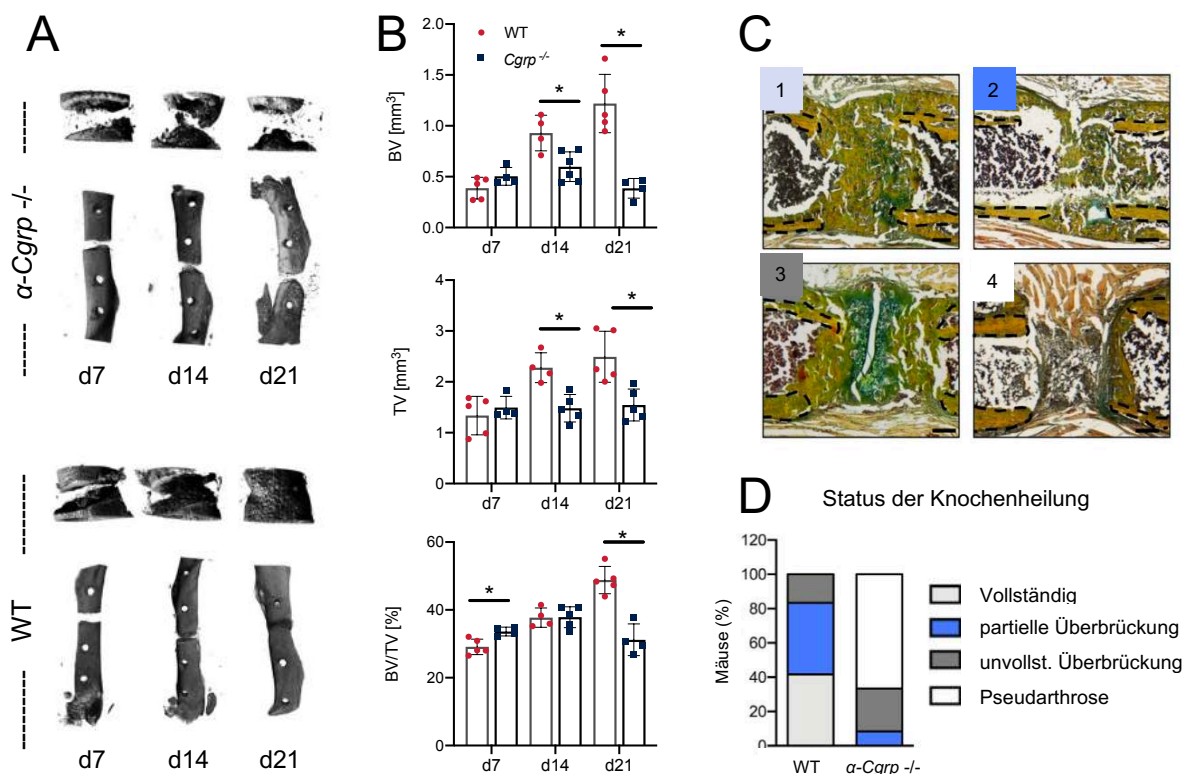 A
α-Cgrp -/-
d7 d14 d21
WT
d7 d14 d21
B
WT
Cgrp -/-
BV [mm³]
2.0
1.5
1.0
0.5
0.0
* *
d7 d14 d21
TV [mm³]
4
3
2
1
0
* *
d7 d14 d21
BV/TV [%]
60
40
20
0
* *
d7 d14 d21
C
1 2
3 4
D
Status der Knochenheilung
Mäuse (%)
120
100
80
60
40
20
0
WT α-Cgrp -/-
Vollständig
partielle Überbrückung
unvollst. Überbrückung
Pseudarthrose